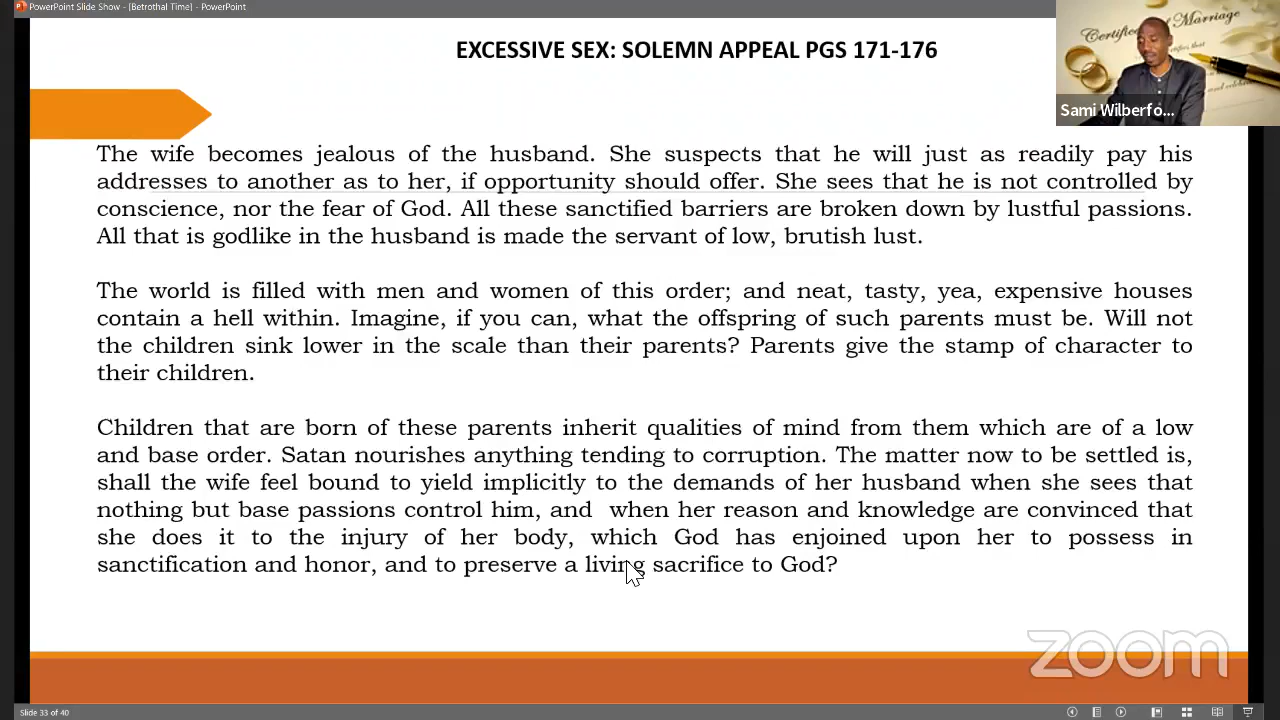 PowerPoint Slide Show - [Betrothal Time] - PowerPoint
EXCESSIVE SEX: SOLEMN APPEAL PGS 171-176
of Marriage
Sami Wilberfo...
The wife becomes jealous of the husband. She suspects that he will just as readily pay his
addresses to another as to her, if opportunity should offer. She sees that he is not controlled by
conscience, nor the fear of God. All these sanctified barriers are broken down by lustful passions.
All that is godlike in the husband is made the servant of low, brutish lust.
The world is filled with men and women of this order; and neat, tasty, yea, expensive houses
contain a hell within. Imagine, if you can, what the offspring of such parents must be. Will not
the children sink lower in the scale than their parents? Parents give the stamp of character to
their children.
Children that are born of these parents inherit qualities of mind from them which are of a low
and base order. Satan nourishes anything tending to corruption. The matter now to be settled is,
shall the wife feel bound to yield implicitly to the demands of her husband when she sees that
nothing but base passions control him, and when her reason and knowledge are convinced that
she does it to the injury of her body, which God has enjoined upon her to possess in
sanctification and honor, and to preserve a living sacrifice to God?
zoom
Slide 33 of 40